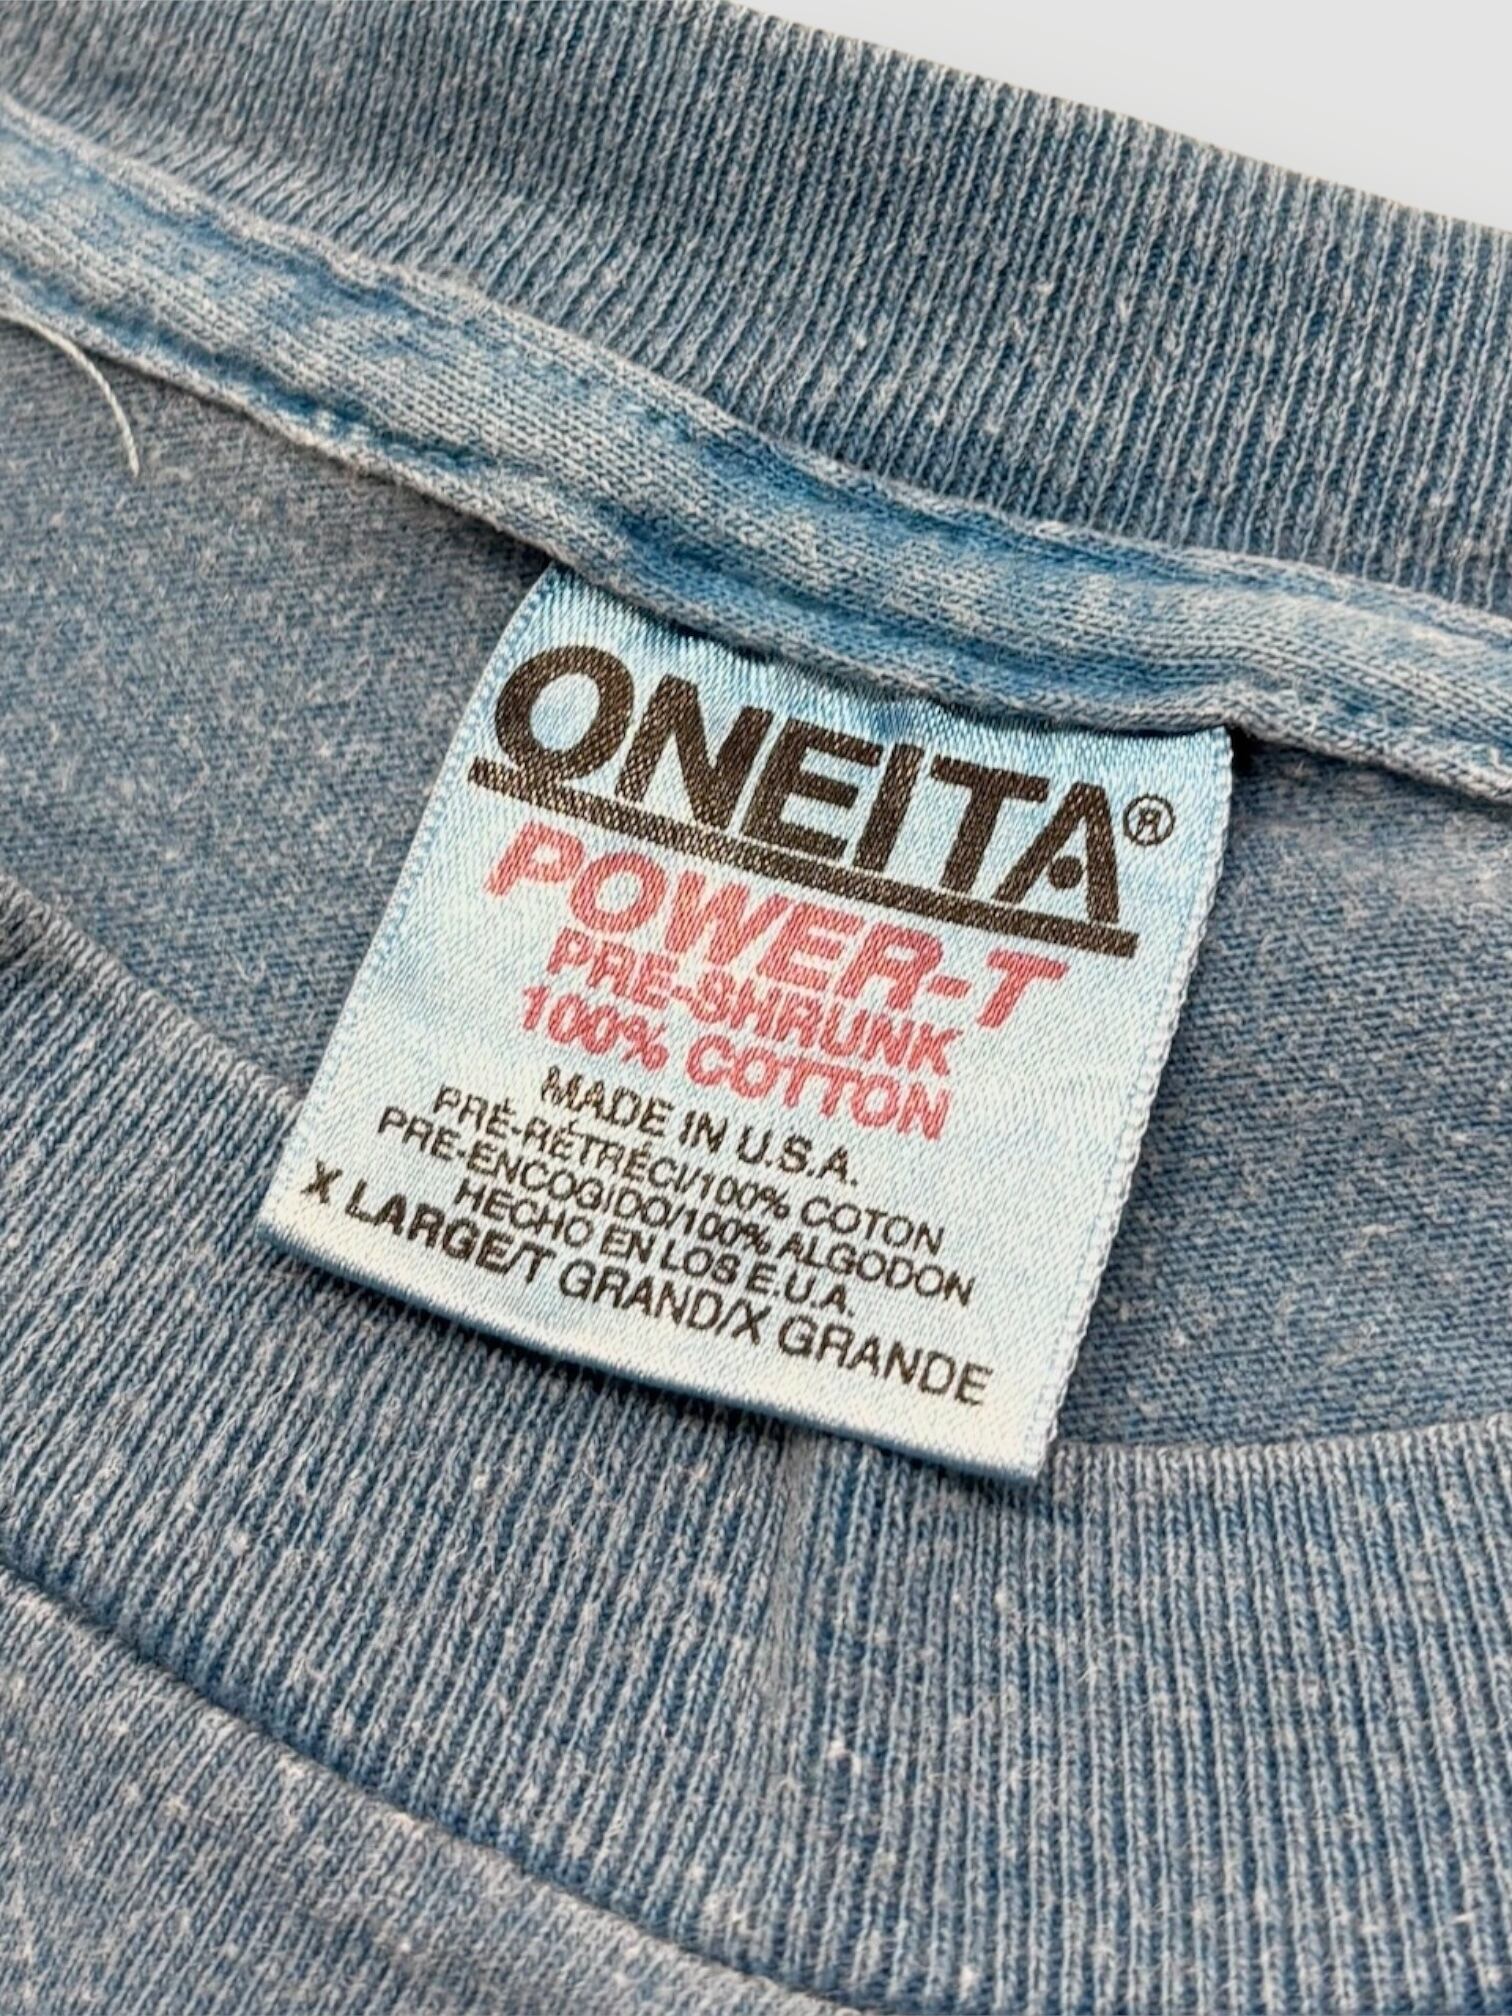 ONEITA®
POWER-T
PRE-SHRUNK
100% COTTON
MADE IN U.S.A.
PRÉ-RÉTRÉCI/100% COTON
PRE-ENCOGIDO/100% ALGODON
HECHO EN LOS E.U.A.
X LARGE/T GRAND/X GRANDE